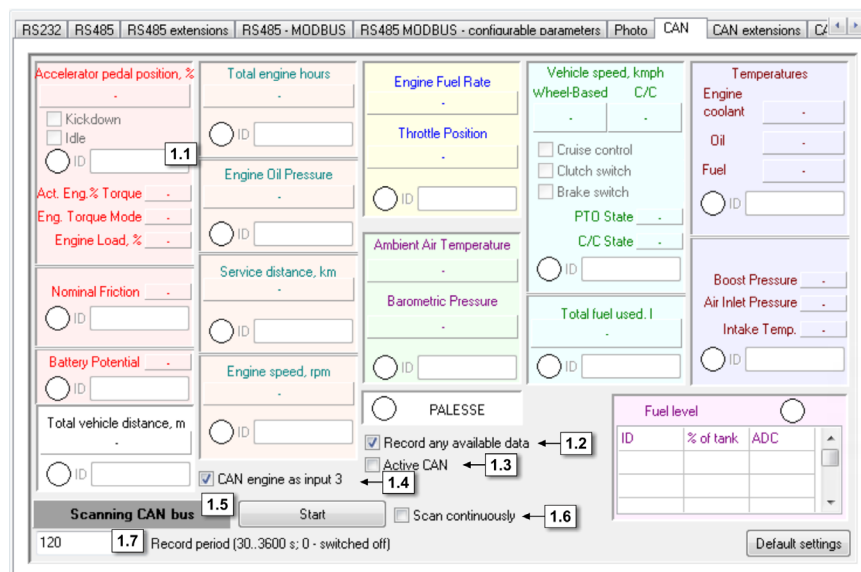 RS232 RS485 RS485 extensions RS485 - MODBUS RS485 MODBUS - configurable parameters Photo CAN CAN extensions
Accelerator pedal position, %
-
Kickdown
Idle
ID
1.1
Act. Eng.% Torque -
Eng. Torque Mode -
Engine Load, % -
Nominal Friction -
ID
Battery Potential -
ID
Total vehicle distance, m
-
ID
Total engine hours
-
ID
Engine Oil Pressure
-
ID
Service distance, km
-
ID
Engine speed, rpm
-
ID
Engine Fuel Rate
-
Throttle Position
-
ID
Ambient Air Temperature
-
Barometric Pressure
-
ID
PALESSE
Vehicle speed, kmph
Wheel-Based C/C
- -
Cruise control
Clutch switch
Brake switch
PTO State -
C/C State -
ID
Total fuel used. l
-
ID
Temperatures
Engine
coolant -
Oil -
Fuel -
ID
Boost Pressure -
Air Inlet Pressure -
Intake Temp. -
ID
Fuel level
ID % of tank ADC
Record any available data 1.2
Active CAN 1.3
CAN engine as input 3 1.4
Scanning CAN bus 1.5 Start Scan continuously 1.6
120 1.7 Record period (30..3600 s; 0 - switched off)
Default settings